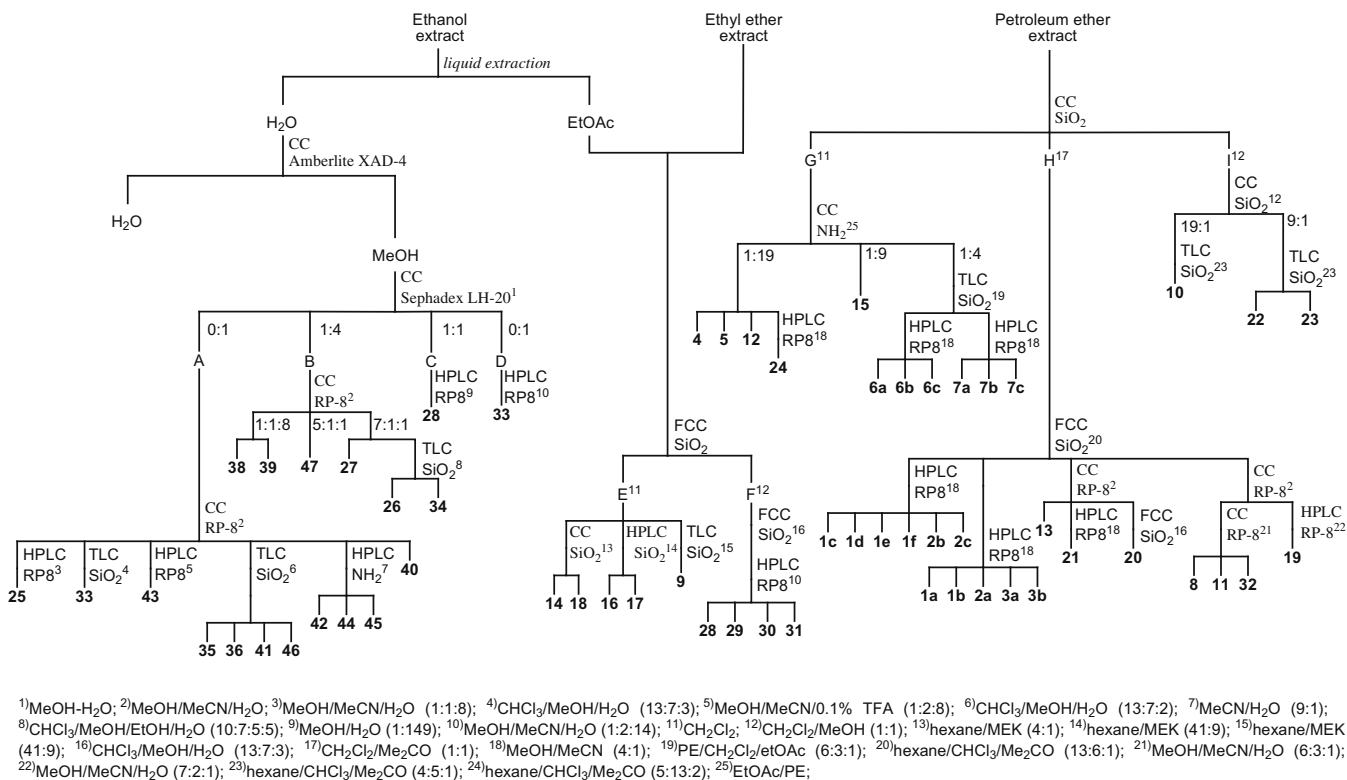 Ethanol
extract
Ethyl ether
extract
Petroleum ether
extract
liquid extraction
H₂O
EtOAc
CC
SiO₂
CC
Amberlite XAD-4
G¹¹
H¹⁷
I¹²
H₂O
MeOH
CC
NH₂²⁵
CC
SiO₂¹²
19:1
9:1
1:19
1:9
1:4
TLC
SiO₂²³
TLC
SiO₂²³
CC
Sephadex LH-20¹
15
TLC
SiO₂¹⁹
10
22
23
0:1
1:4
1:1
0:1
4
5
12
HPLC
RP8¹⁸
24
HPLC
RP8¹⁸
HPLC
RP8¹⁸
6a
6b
6c
7a
7b
7c
A
B
C
D
CC
RP-8²
HPLC
RP8⁹
HPLC
RP8¹⁰
28
33
1:1:8
5:1:1
7:1:1
38
39
47
27
TLC
SiO₂⁸
26
34
FCC
SiO₂
FCC
SiO₂²⁰
E¹¹
F¹²
HPLC
RP8¹⁸
CC
RP-8²
CC
RP-8²
CC
RP-8²
CC
SiO₂¹³
HPLC
SiO₂¹⁴
TLC
SiO₂¹⁵
FCC
SiO₂¹⁶
1c
1d
1e
1f
2b
2c
HPLC
RP8¹⁸
13
HPLC
RP8¹⁸
FCC
SiO₂¹⁶
CC
RP-8²¹
HPLC
RP-8²²
21
20
19
HPLC
RP8³
TLC
SiO₂⁴
HPLC
RP8⁵
TLC
SiO₂⁶
HPLC
NH₂⁷
40
25
33
43
9
HPLC
RP8¹⁰
14
18
16
17
1a
1b
2a
3a
3b
8
11
32
42
44
45
28
29
30
31
35
36
41
46
¹⁾MeOH-H₂O; ²⁾MeOH/MeCN/H₂O; ³⁾MeOH/MeCN/H₂O (1:1:8); ⁴⁾CHCl₃/MeOH/H₂O (13:7:3); ⁵⁾MeOH/MeCN/0.1% TFA (1:2:8); ⁶⁾CHCl₃/MeOH/H₂O (13:7:2); ⁷⁾MeCN/H₂O (9:1);
⁸⁾CHCl₃/MeOH/EtOH/H₂O (10:7:5:5); ⁹⁾MeOH/H₂O (1:149); ¹⁰⁾MeOH/MeCN/H₂O (1:2:14); ¹¹⁾CH₂Cl₂; ¹²⁾CH₂Cl₂/MeOH (1:1); ¹³⁾hexane/MEK (4:1); ¹⁴⁾hexane/MEK (41:9); ¹⁵⁾hexane/MEK
(41:9); ¹⁶⁾CHCl₃/MeOH/H₂O (13:7:3); ¹⁷⁾CH₂Cl₂/Me₂CO (1:1); ¹⁸⁾MeOH/MeCN (4:1); ¹⁹⁾PE/CH₂Cl₂/etOAc (6:3:1); ²⁰⁾hexane/CHCl₃/Me₂CO (13:6:1); ²¹⁾MeOH/MeCN/H₂O (6:3:1);
²²⁾MeOH/MeCN/H₂O (7:2:1); ²³⁾hexane/CHCl₃/Me₂CO (4:5:1); ²⁴⁾hexane/CHCl₃/Me₂CO (5:13:2); ²⁵⁾EtOAc/PE;